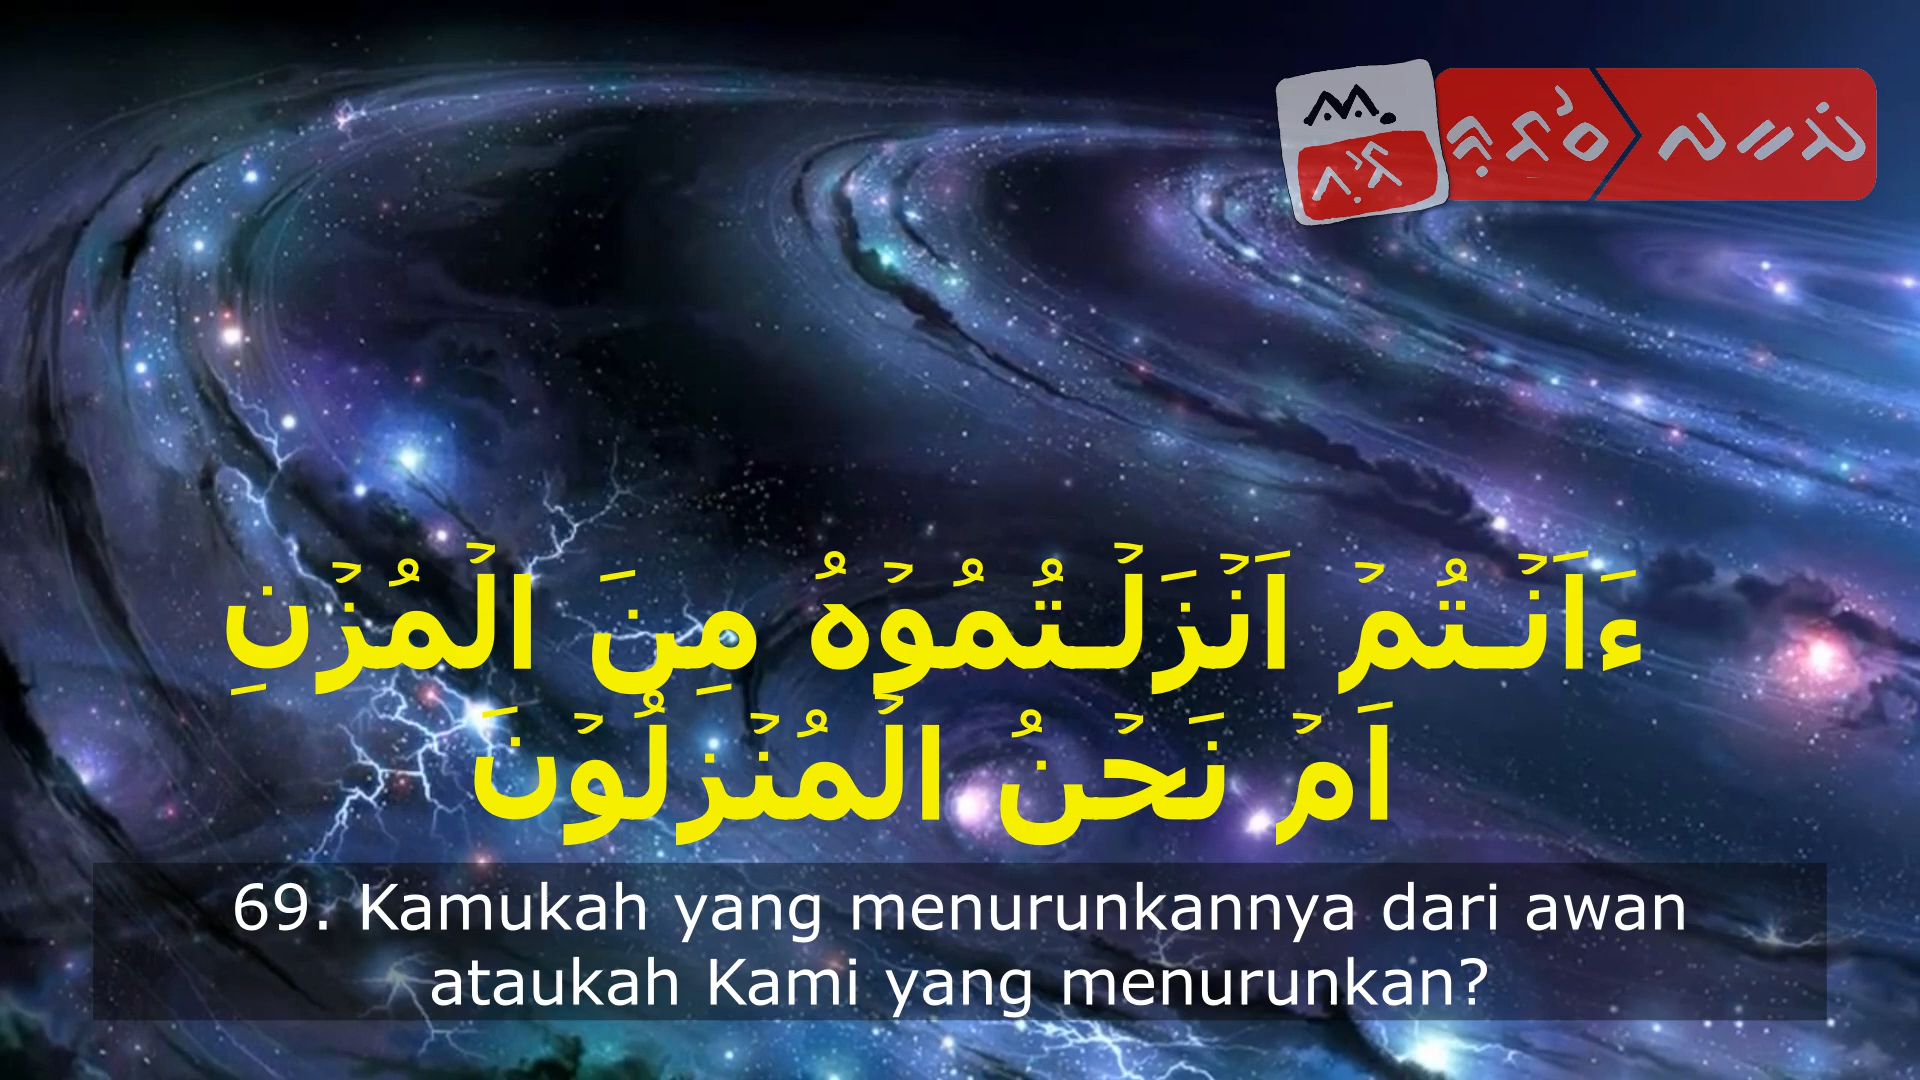 ءَاَنۡـتُمۡ اَنۡزَلۡـتُمُوۡهُ مِنَ الۡمُزۡنِ
اَمۡ نَحۡنُ الۡمُنۡزِلُوۡنَ
69. Kamukah yang menurunkannya dari awan
ataukah Kami yang menurunkan?